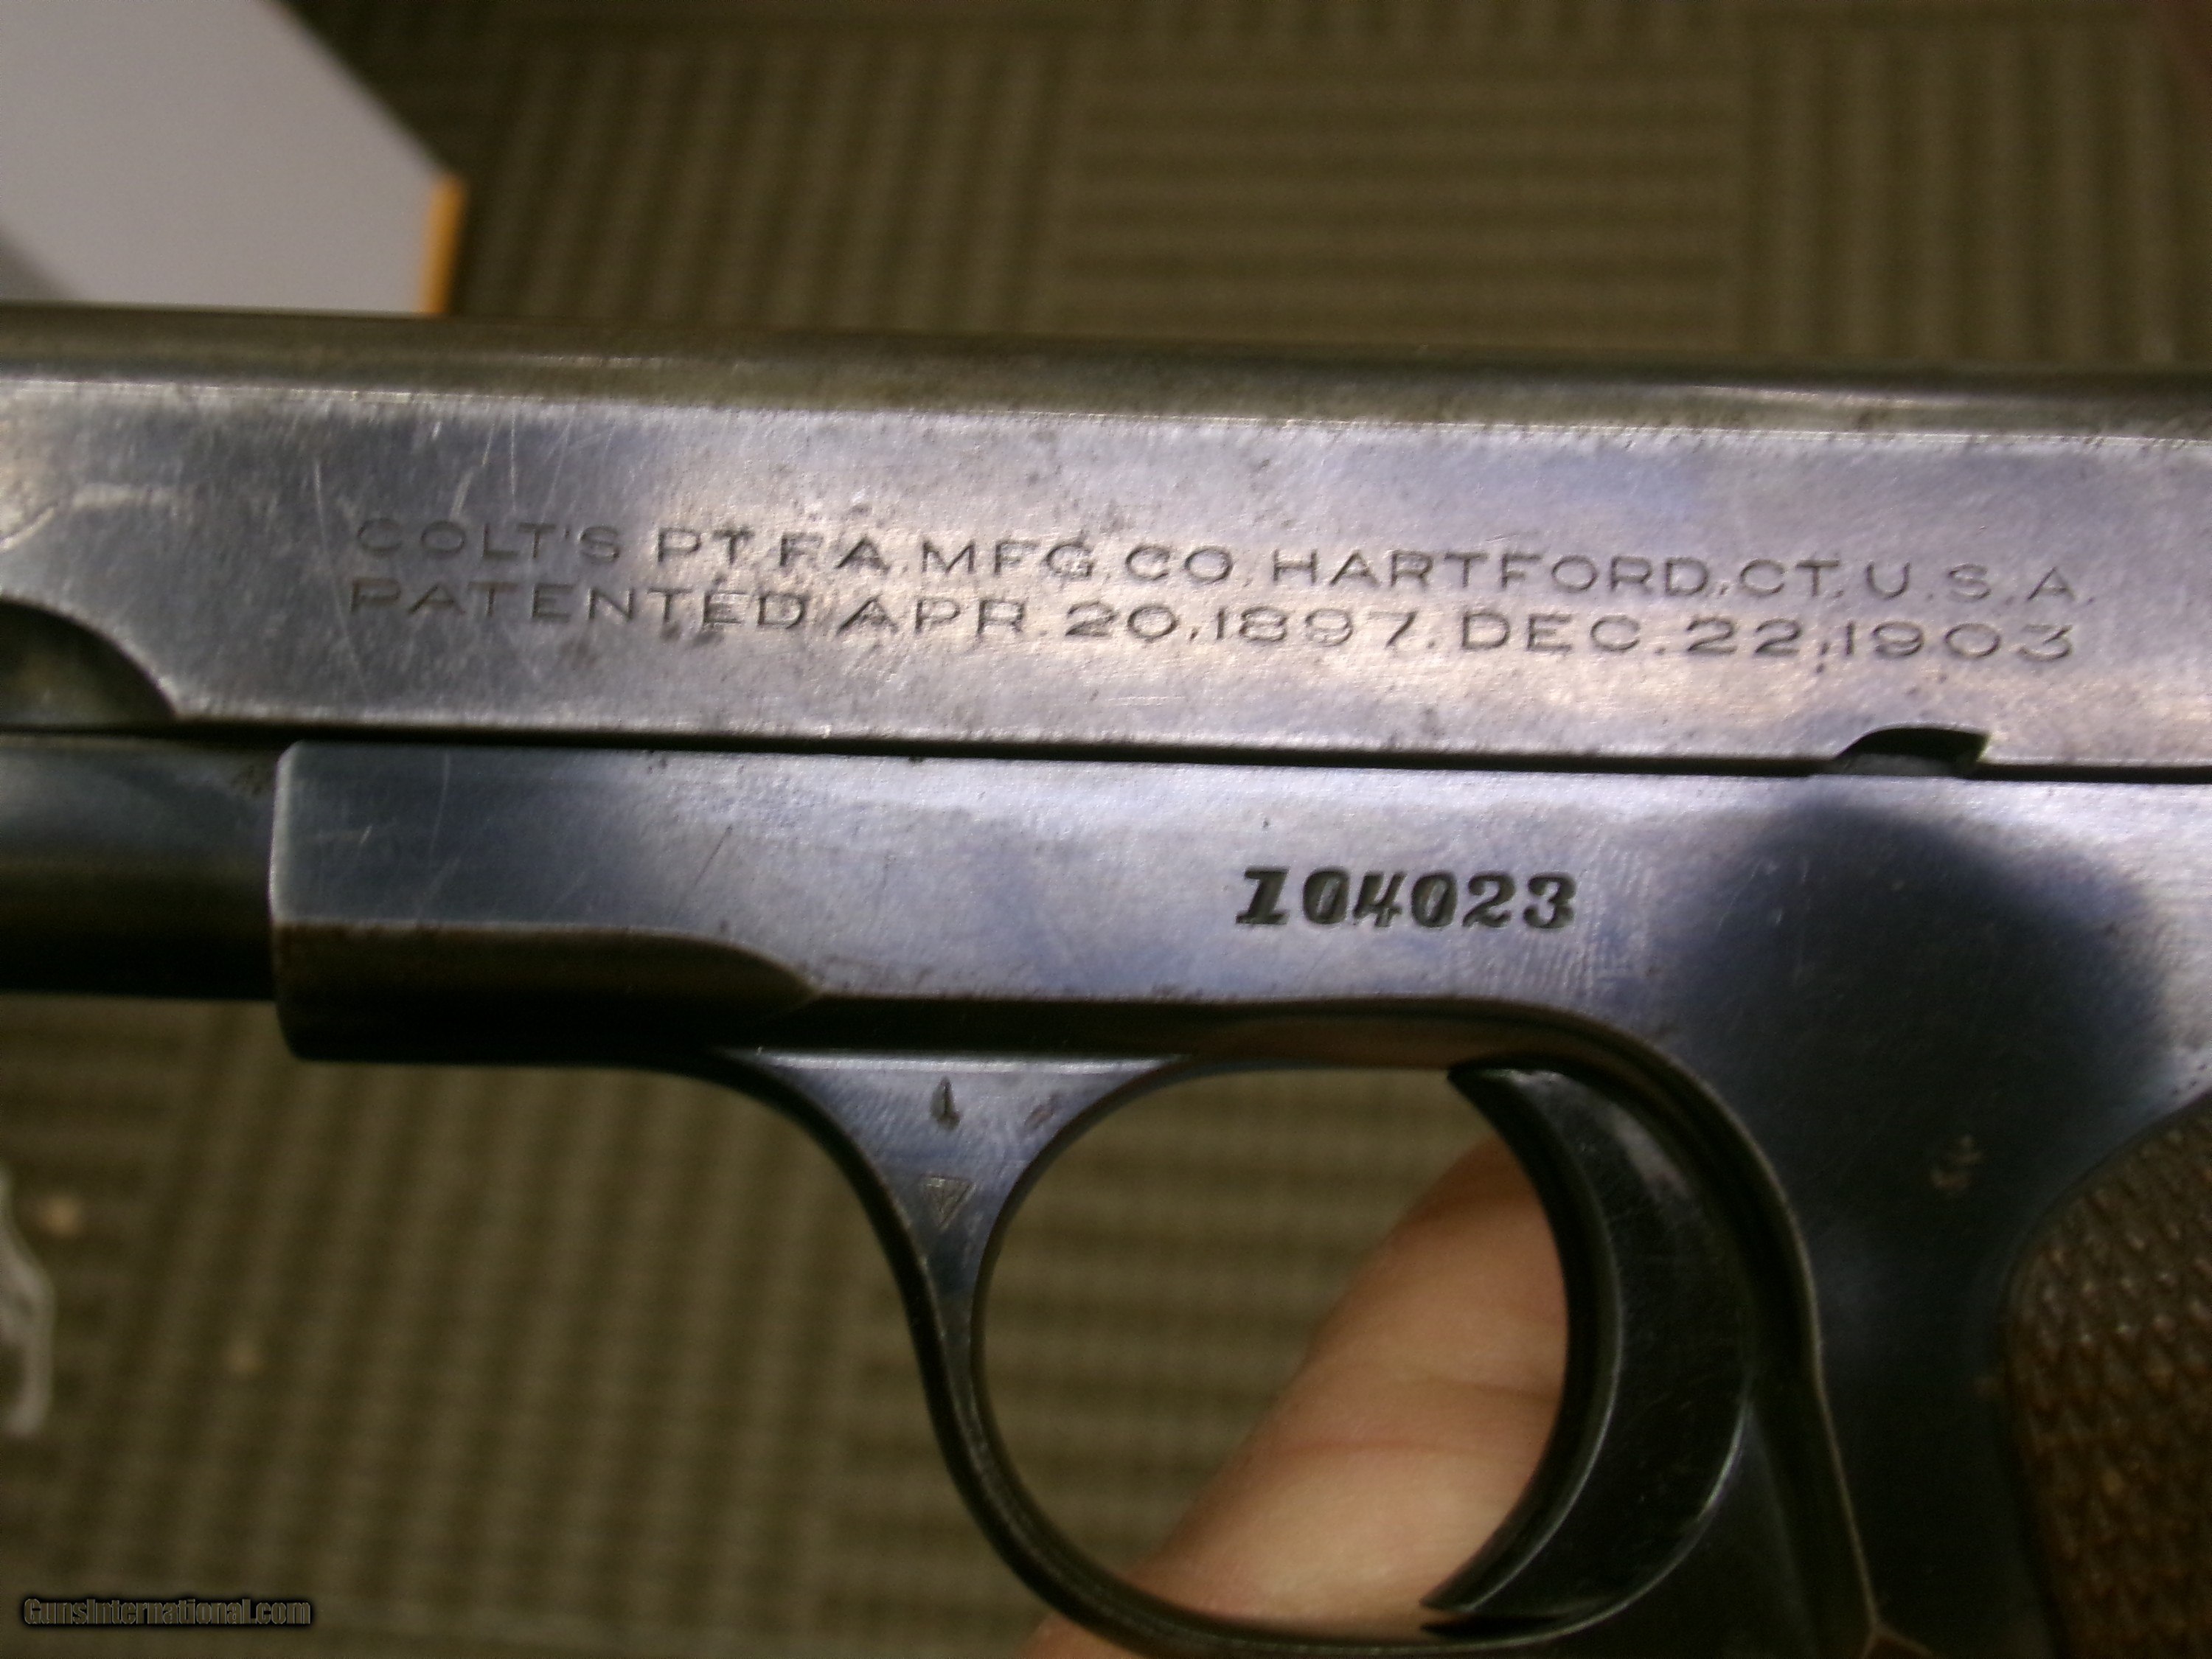 COLT'S PT.F.A.MFG.CO.HARTFORD,CT.U.S.A.
PATENTED APR.20,1897.DEC.22,1903
104023
GunsInternational.com